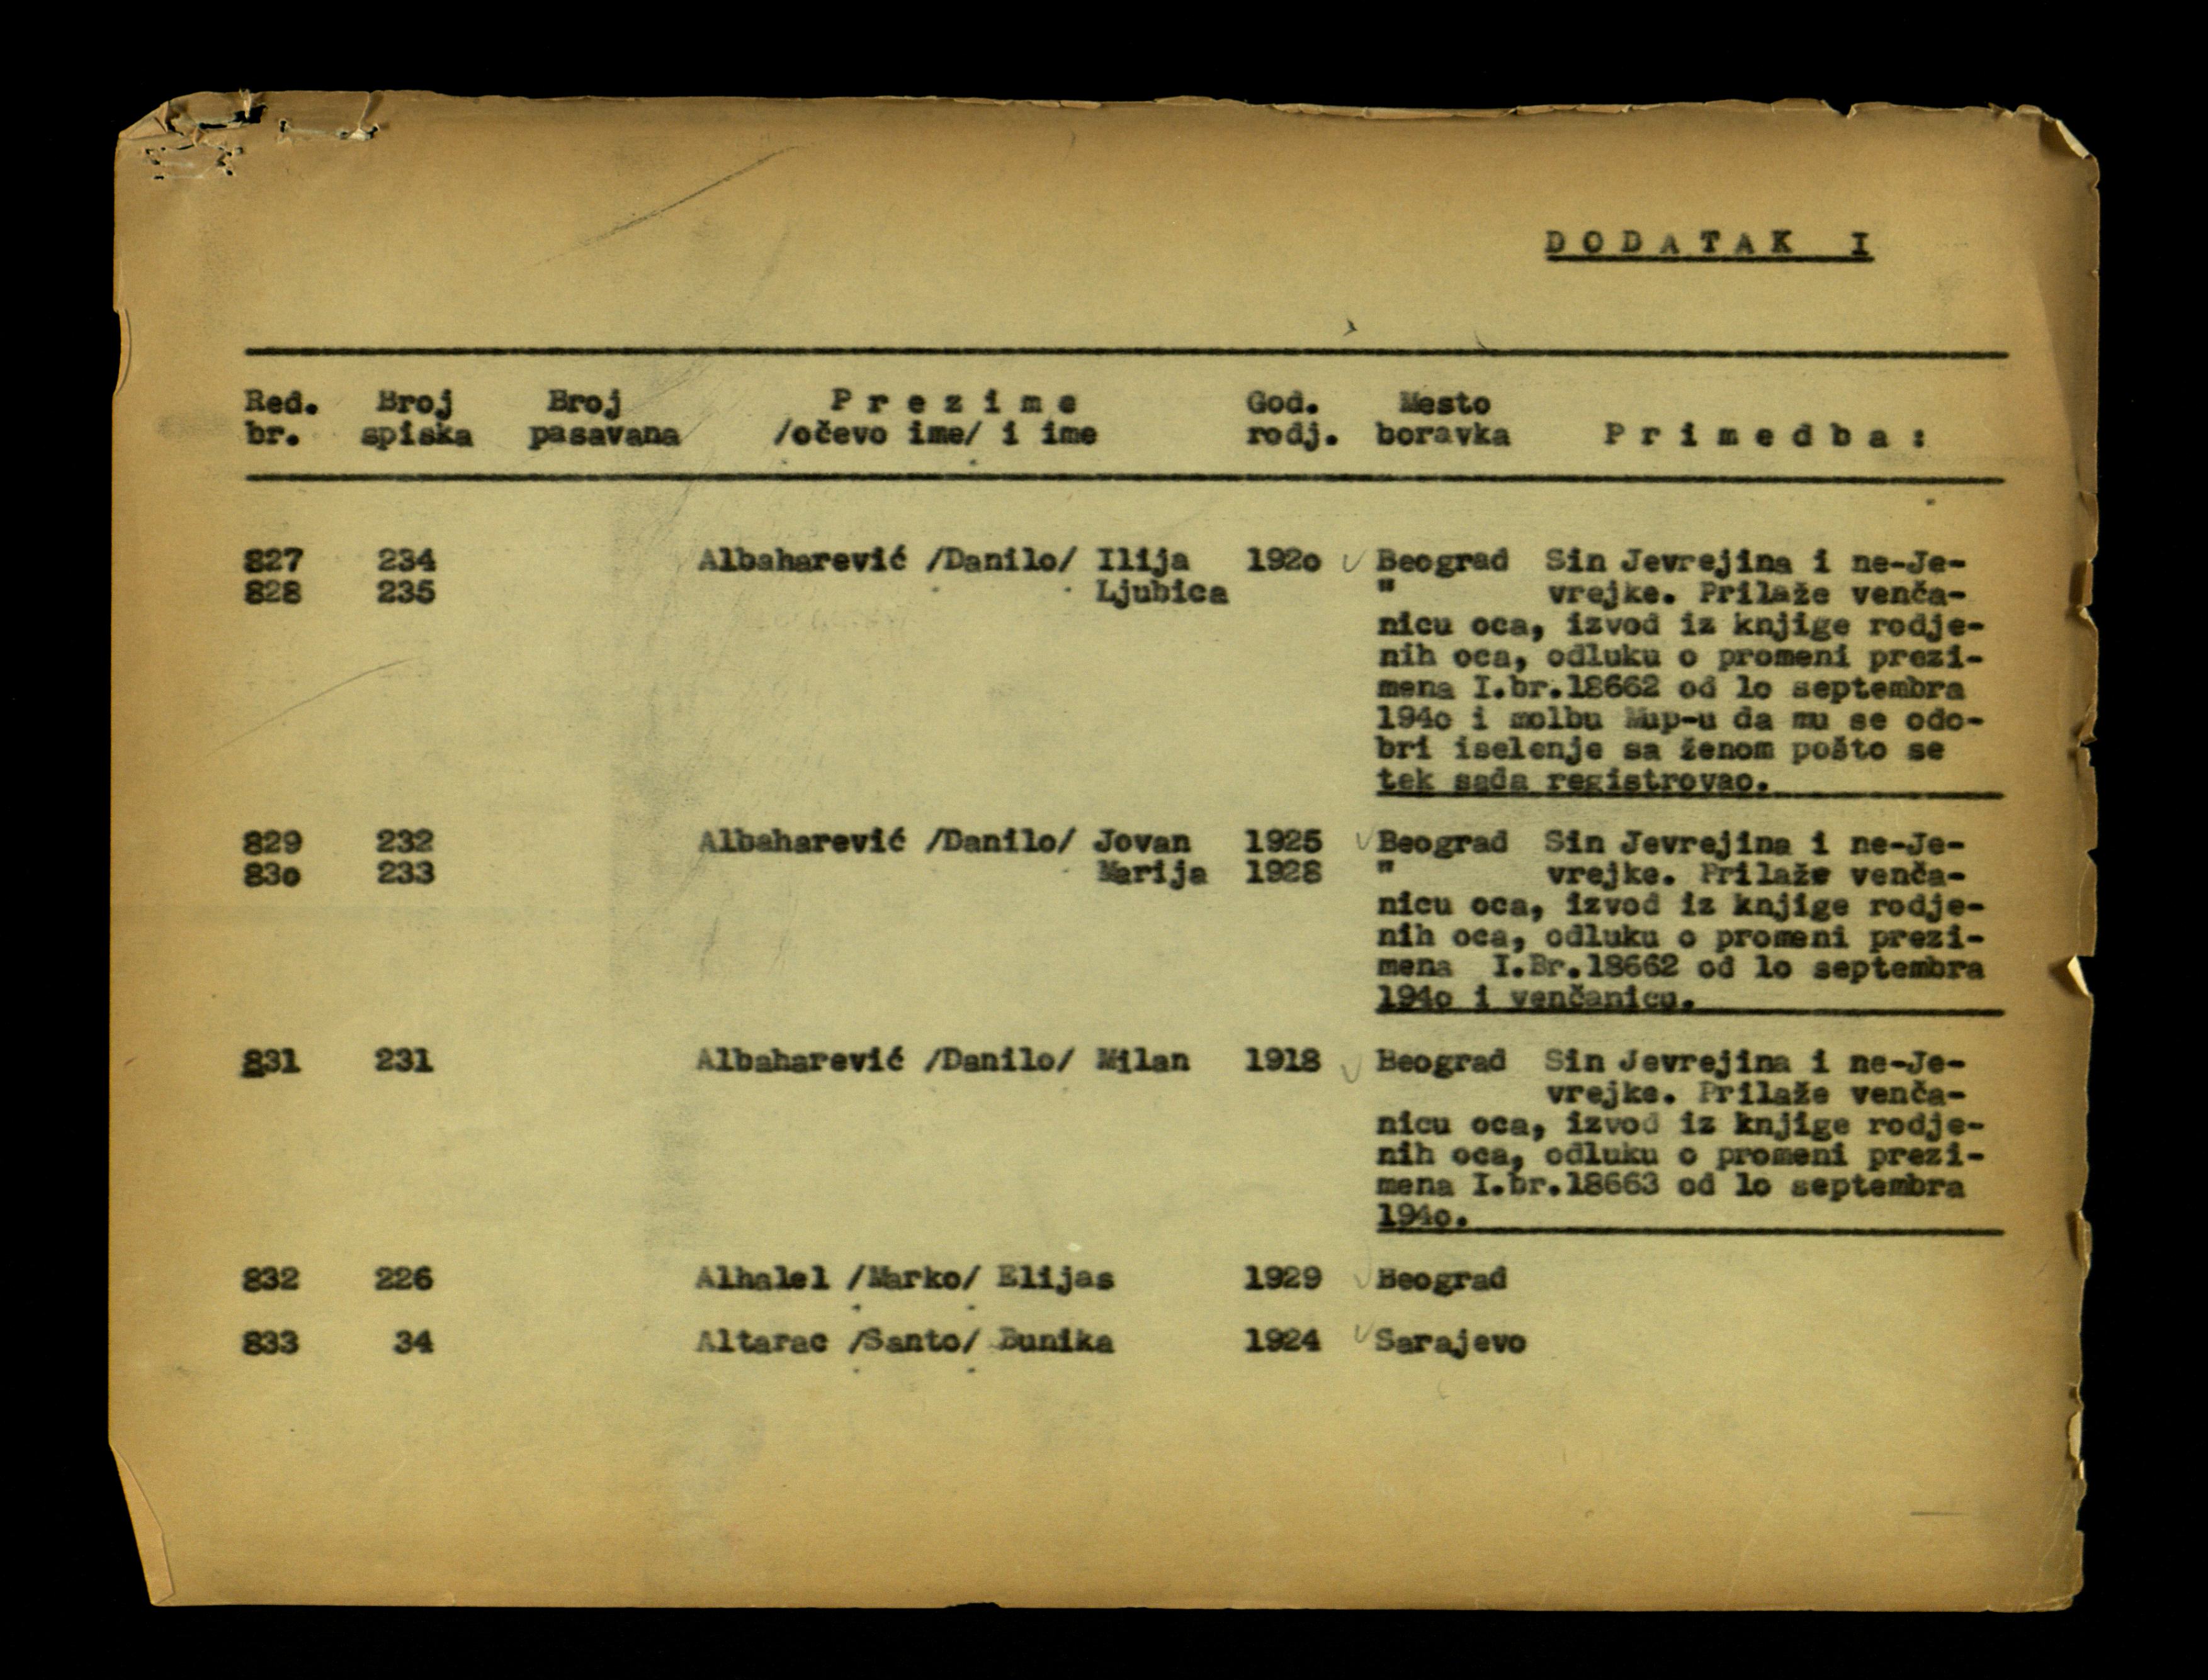 DODATAK I
Red. Broj Broj Prezime God. Mesto
br. spiska pasavana /očevo ime/ i ime rodj. boravka Primedba:
827 234 Albaharević /Danilo/ Ilija 192o Beograd Sin Jevrejina i ne-Je-
828 235 Ljubica " vrejke. Prilaže venča-
nicu oca, izvod iz knjige rodje-
nih oca, odluku o promeni prezi-
mena I.br.18662 od lo septembra
194o i molbu Mup-u da mu se odo-
bri iselenje sa ženom pošto se
tek sada registrovao.
829 232 Albaharević /Danilo/ Jovan 1925 Beograd Sin Jevrejina i ne-Je-
83o 233 Marija 1928 " vrejke. Prilaže venča-
nicu oca, izvod iz knjige rodje-
nih oca, odluku o promeni prezi-
mena I.Br.18662 od lo septembra
194o i venčanicu.
831 231 Albaharević /Danilo/ Milan 1918 Beograd Sin Jevrejina i ne-Je-
vrejke. Prilaže venča-
nicu oca, izvod iz knjige rodje-
nih oca, odluku o promeni prezi-
mena I.br.18663 od lo septembra
194o.
832 226 Alhalel /Marko/ Elijas 1929 Beograd
833 34 Altarac /Santo/ Bunika 1924 Sarajevo